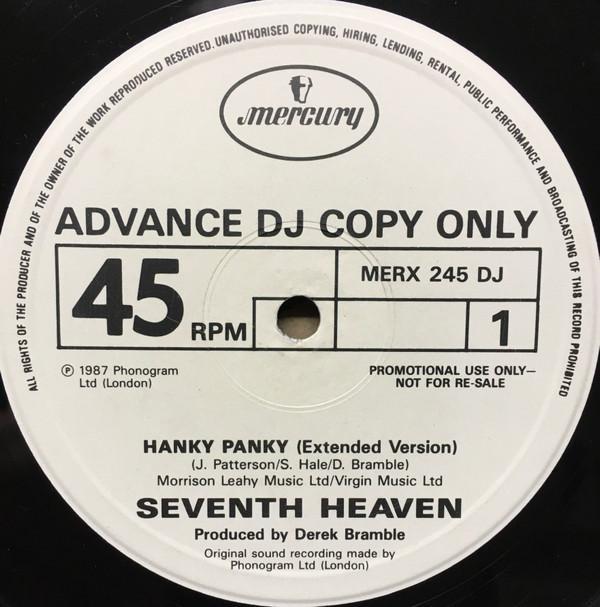 ALL RIGHTS OF THE PRODUCER AND OF THE OWNER OF THE WORK REPRODUCED RESERVED. UNAUTHORISED COPYING, HIRING, LENDING, RENTAL, PUBLIC PERFORMANCE AND BROADCASTING OF THIS RECORD PROHIBITED
mercury
ADVANCE DJ COPY ONLY
45 RPM
MERX 245 DJ
1
℗ 1987 Phonogram
Ltd (London)
PROMOTIONAL USE ONLY—
NOT FOR RE-SALE
HANKY PANKY (Extended Version)
(J. Patterson/S. Hale/D. Bramble)
Morrison Leahy Music Ltd/Virgin Music Ltd
SEVENTH HEAVEN
Produced by Derek Bramble
Original sound recording made by
Phonogram Ltd (London)